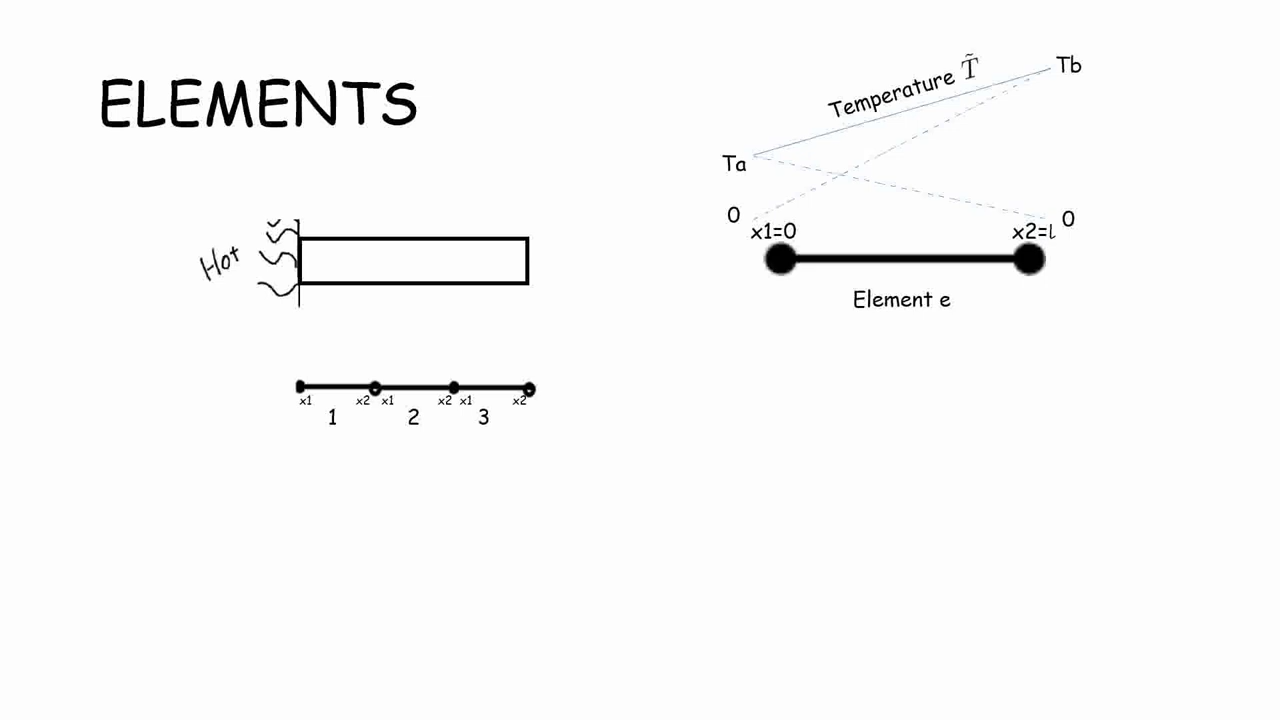 ELEMENTS
Hot
x1 x2 x1 x2 x1 x2
1 2 3
Temperature T̃
Tb
Ta
0 0
x1=0 x2=l
Element e